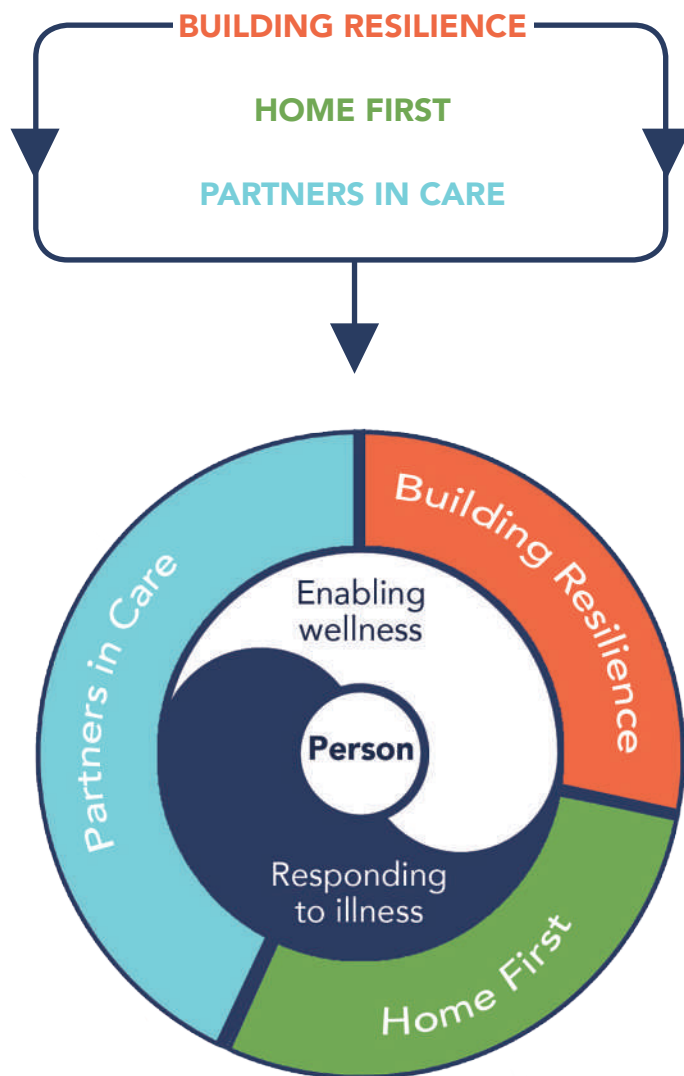 BUILDING RESILIENCE
HOME FIRST
PARTNERS IN CARE
Building Resilience
Partners in Care
Enabling
wellness
Person
Responding
to illness
Home First